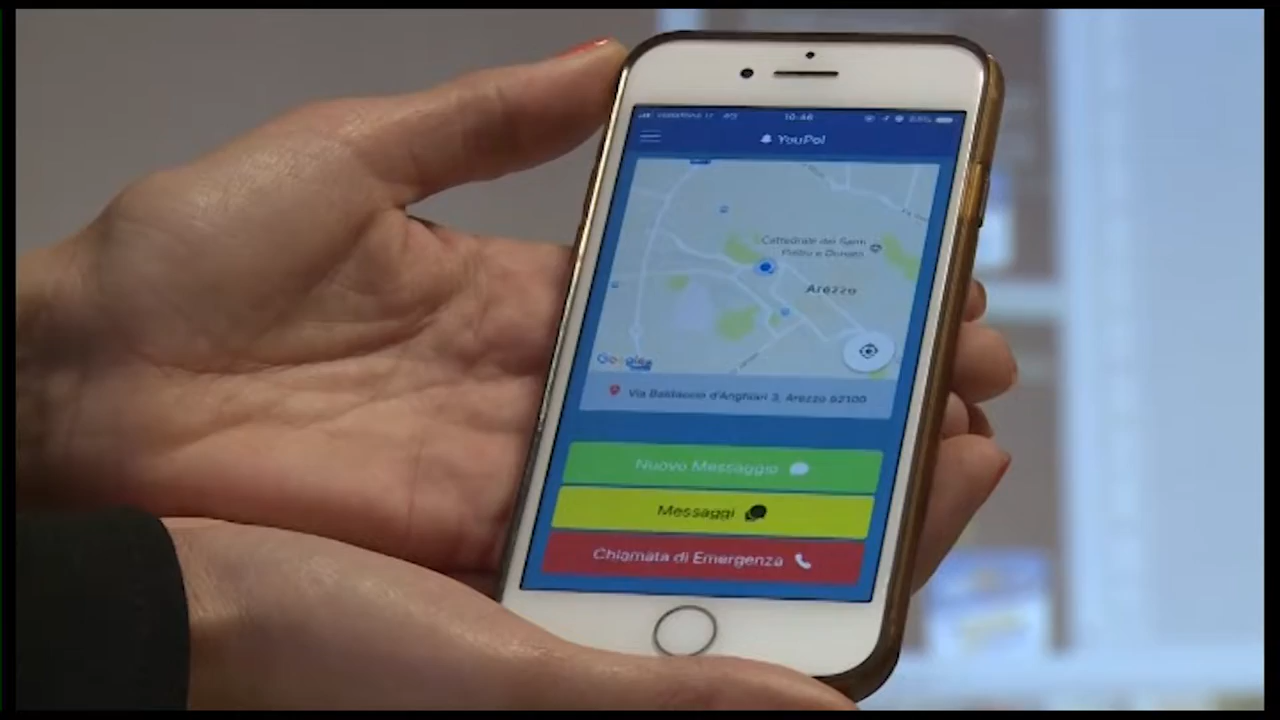 10:46
YouPol
Cattedrale dei Santi
Pietro e Donato
Arezzo
Google
Via Baldaccio d'Anghiari 3, Arezzo 52100
Nuovo Messaggio
Messaggi
Chiamata di Emergenza